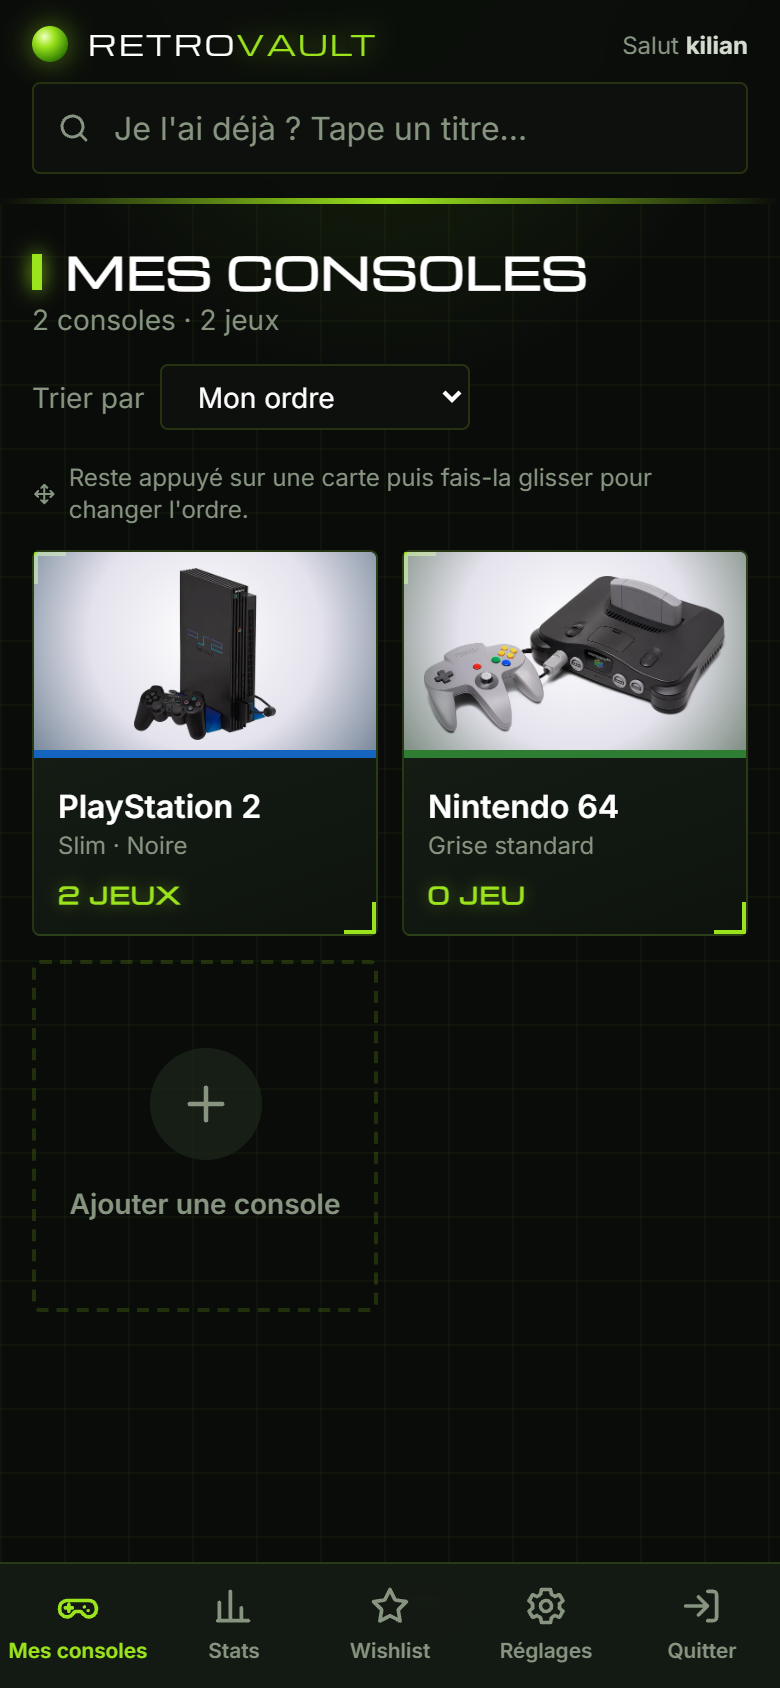 RETROVAULT
Salut kilian
Je l'ai déjà ? Tape un titre...
MES CONSOLES
2 consoles · 2 jeux
Trier par
Mon ordre
Reste appuyé sur une carte puis fais-la glisser pour
changer l'ordre.
PlayStation 2
Slim · Noire
2 JEUX
Nintendo 64
Grise standard
0 JEU
Ajouter une console
Mes consoles
Stats
Wishlist
Réglages
Quitter